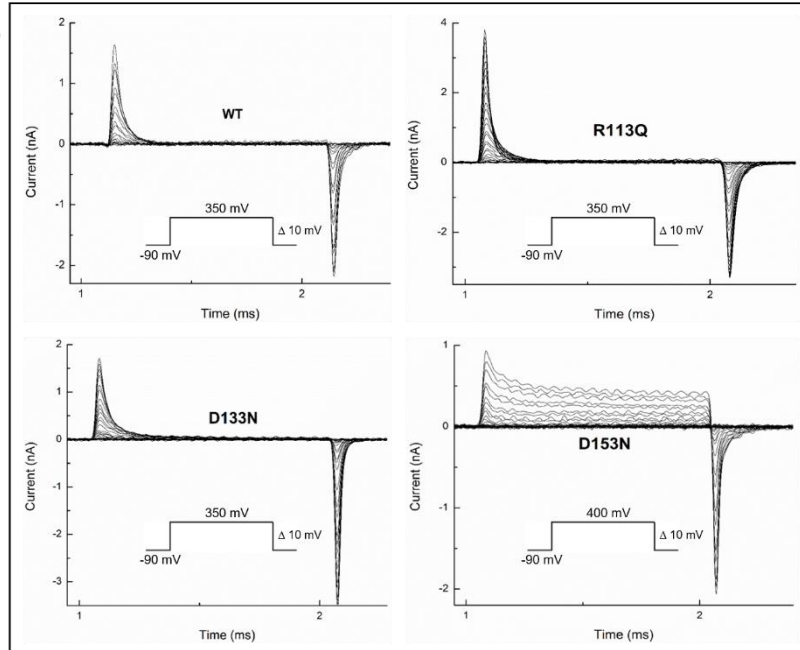 2
1
0
-1
-2
Current (nA)
WT
350 mV
Δ 10 mV
-90 mV
1
2
Time (ms)
4
2
0
-2
Current (nA)
R113Q
350 mV
Δ 10 mV
-90 mV
1
2
Time (ms)
2
1
0
-1
-2
-3
Current (nA)
D133N
350 mV
Δ 10 mV
-90 mV
1
2
Time (ms)
1
0
-1
-2
Current (nA)
D153N
400 mV
Δ 10 mV
-90 mV
1
2
Time (ms)